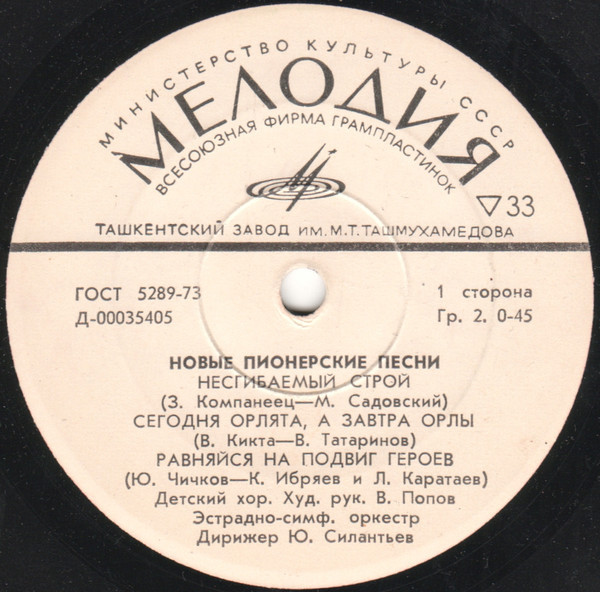 МИНИСТЕРСТВО КУЛЬТУРЫ СССР
МЕЛОДИЯ
ВСЕСОЮЗНАЯ ФИРМА ГРАМПЛАСТИНОК
▽33
ТАШКЕНТСКИЙ ЗАВОД ИМ. М.Т. ТАШМУХАМЕДОВА
ГОСТ 5289-73
1 сторона
Д-00035405
Гр. 2. 0-45
НОВЫЕ ПИОНЕРСКИЕ ПЕСНИ
НЕСГИБАЕМЫЙ СТРОЙ
(З. Компанеец—М. Садовский)
СЕГОДНЯ ОРЛЯТА, А ЗАВТРА ОРЛЫ
(В. Кикта—В. Татаринов)
РАВНЯЙСЯ НА ПОДВИГ ГЕРОЕВ
(Ю. Чичков—К. Ибряев и Л. Каратаев)
Детский хор. Худ. рук. В. Попов
Эстрадно-симф. оркестр
Дирижер Ю. Силантьев